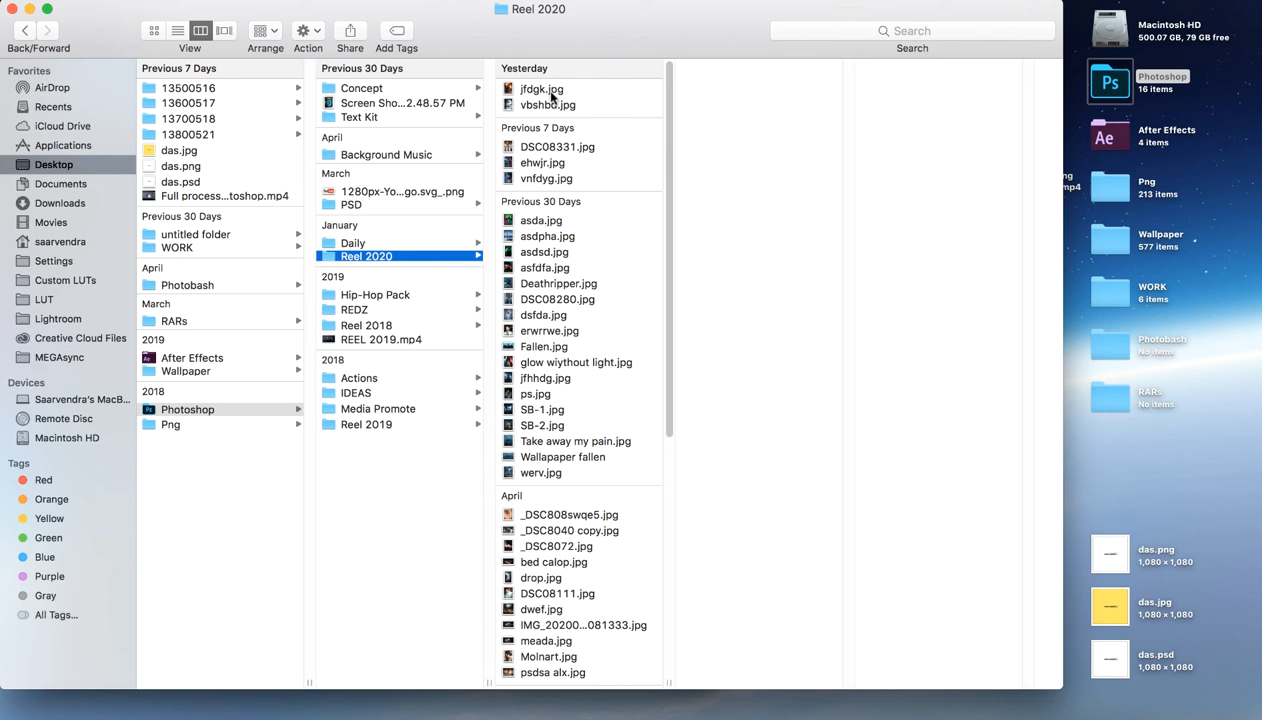 Reel 2020
Back/Forward
View
Arrange
Action
Share
Add Tags
Search
Search
Favorites
AirDrop
Recents
iCloud Drive
Applications
Desktop
Documents
Downloads
Movies
saarvendra
Settings
Custom LUTs
LUT
Lightroom
Creative Cloud Files
MEGAsync
Devices
Saarvendra's MacB...
Remote Disc
Macintosh HD
Tags
Red
Orange
Yellow
Green
Blue
Purple
Gray
All Tags...
Previous 7 Days
13500516
13600517
13700518
13800521
das.jpg
das.png
das.psd
Full process...toshop.mp4
Previous 30 Days
untitled folder
WORK
April
Photobash
March
RARs
2019
After Effects
Wallpaper
2018
Photoshop
Png
Previous 30 Days
Concept
Screen Sho...2.48.57 PM
Text Kit
April
Background Music
March
1280px-Yo...go.svg_.png
PSD
January
Daily
Reel 2020
2019
Hip-Hop Pack
REDZ
Reel 2018
REEL 2019.mp4
2018
Actions
IDEAS
Media Promote
Reel 2019
Yesterday
jfdgk.jpg
vbshbd.jpg
Previous 7 Days
DSC08331.jpg
ehwjr.jpg
vnfdyg.jpg
Previous 30 Days
asda.jpg
asdpha.jpg
asdsd.jpg
asfdfa.jpg
Deathripper.jpg
DSC08280.jpg
dsfda.jpg
erwrrwe.jpg
Fallen.jpg
glow wiythout light.jpg
jfhhdg.jpg
ps.jpg
SB-1.jpg
SB-2.jpg
Take away my pain.jpg
Wallapaper fallen
werv.jpg
April
_DSC808swqe5.jpg
_DSC8040 copy.jpg
_DSC8072.jpg
bed calop.jpg
drop.jpg
DSC08111.jpg
dwef.jpg
IMG_20200...081333.jpg
meada.jpg
Molnart.jpg
psdsa alx.jpg
Macintosh HD
500.07 GB, 79 GB free
Ps
Photoshop
16 items
Ae
After Effects
4 items
ng
mp4
Png
213 items
Wallpaper
577 items
WORK
6 items
Photobash
No items
RARs
No items
das.png
1,080 × 1,080
das.jpg
1,080 × 1,080
das.psd
1,080 × 1,080